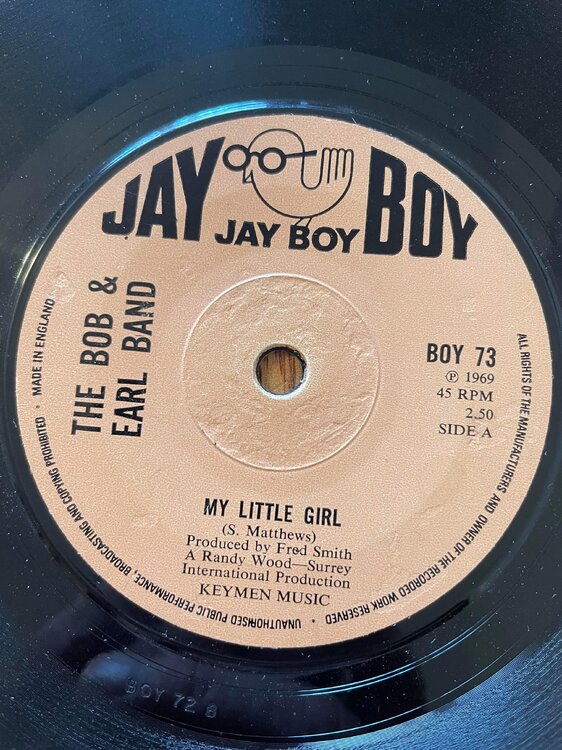 JAY BOY
JAY BOY
THE BOB &
EARL BAND
BOY 73
Ⓟ 1969
45 RPM
2.50
SIDE A
MY LITTLE GIRL
(S. Matthews)
Produced by Fred Smith
A Randy Wood—Surrey
International Production
KEYMEN MUSIC
ALL RIGHTS OF THE MANUFACTURERS AND OWNER OF THE RECORDED WORK RESERVED • UNAUTHORISED PUBLIC PERFORMANCE, BROADCASTING AND COPYING PROHIBITED • MADE IN ENGLAND
BOY 72 B